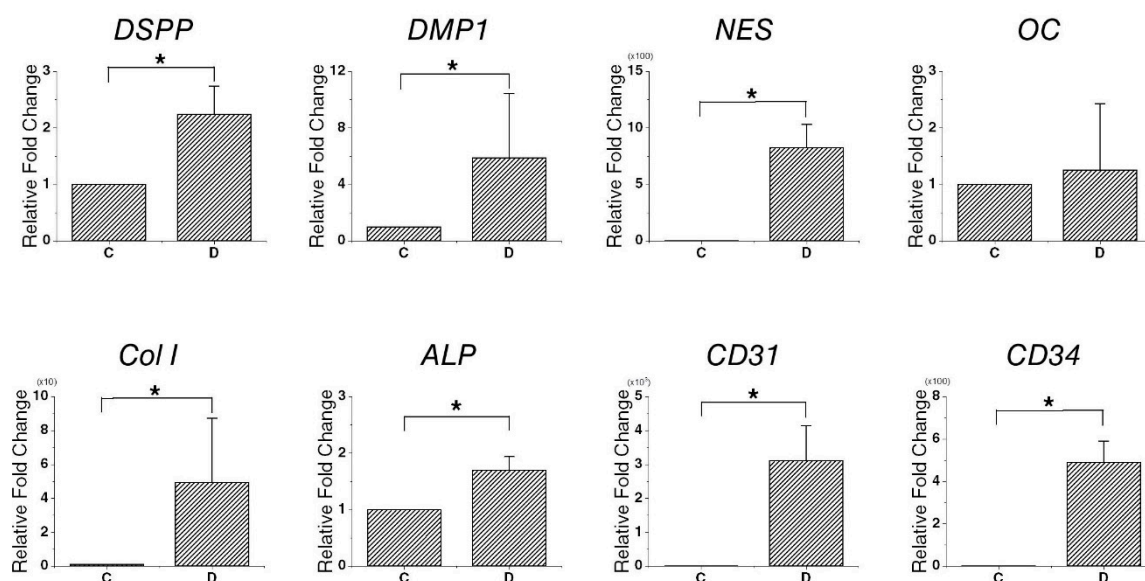 DSPP
Relative Fold Change
3
2
1
0
*
C
D
DMP1
Relative Fold Change
12
8
4
0
*
C
D
NES
(x100)
Relative Fold Change
15
10
5
0
*
C
D
OC
Relative Fold Change
3
2
1
0
C
D
Col I
(x10)
Relative Fold Change
10
8
6
4
2
0
*
C
D
ALP
Relative Fold Change
3
2
1
0
*
C
D
CD31
(x10³)
Relative Fold Change
5
4
3
2
1
0
*
C
D
CD34
(x100)
Relative Fold Change
8
6
4
2
0
*
C
D